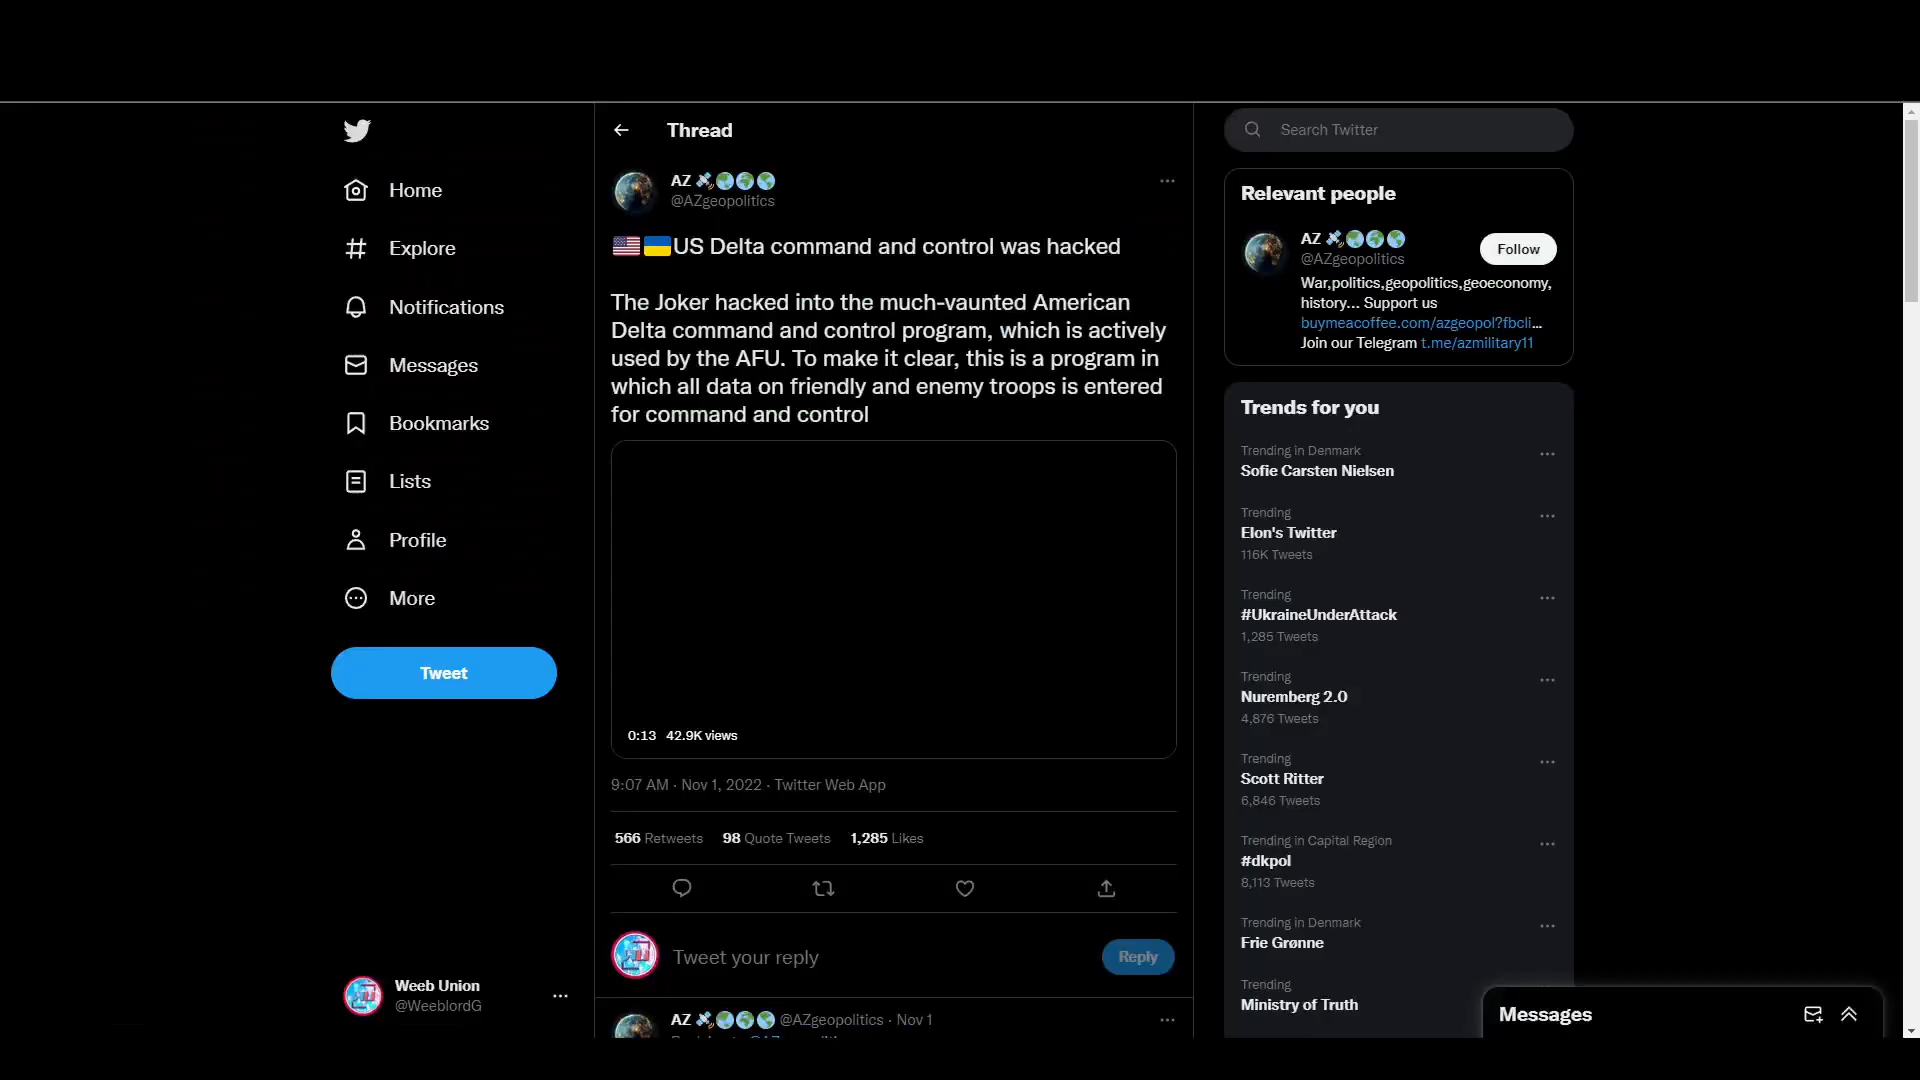 Home
Explore
Notifications
Messages
Bookmarks
Lists
Profile
More
Tweet
Weeb Union
@WeeblordG
Thread
AZ
@AZgeopolitics
US Delta command and control was hacked
The Joker hacked into the much-vaunted American
Delta command and control program, which is actively
used by the AFU. To make it clear, this is a program in
which all data on friendly and enemy troops is entered
for command and control
0:13 42.9K views
9:07 AM · Nov 1, 2022 · Twitter Web App
566 Retweets 98 Quote Tweets 1,285 Likes
Tweet your reply
Reply
AZ @AZgeopolitics · Nov 1
Search Twitter
Relevant people
AZ
@AZgeopolitics
Follow
War,politics,geopolitics,geoeconomy,
history... Support us
buymeacoffee.com/azgeopol?fbcli...
Join our Telegram t.me/azmilitary11
Trends for you
Trending in Denmark
Sofie Carsten Nielsen
Trending
Elon's Twitter
116K Tweets
Trending
#UkraineUnderAttack
1,285 Tweets
Trending
Nuremberg 2.0
4,876 Tweets
Trending
Scott Ritter
6,846 Tweets
Trending in Capital Region
#dkpol
8,113 Tweets
Trending in Denmark
Frie Grønne
Trending
Ministry of Truth
Messages